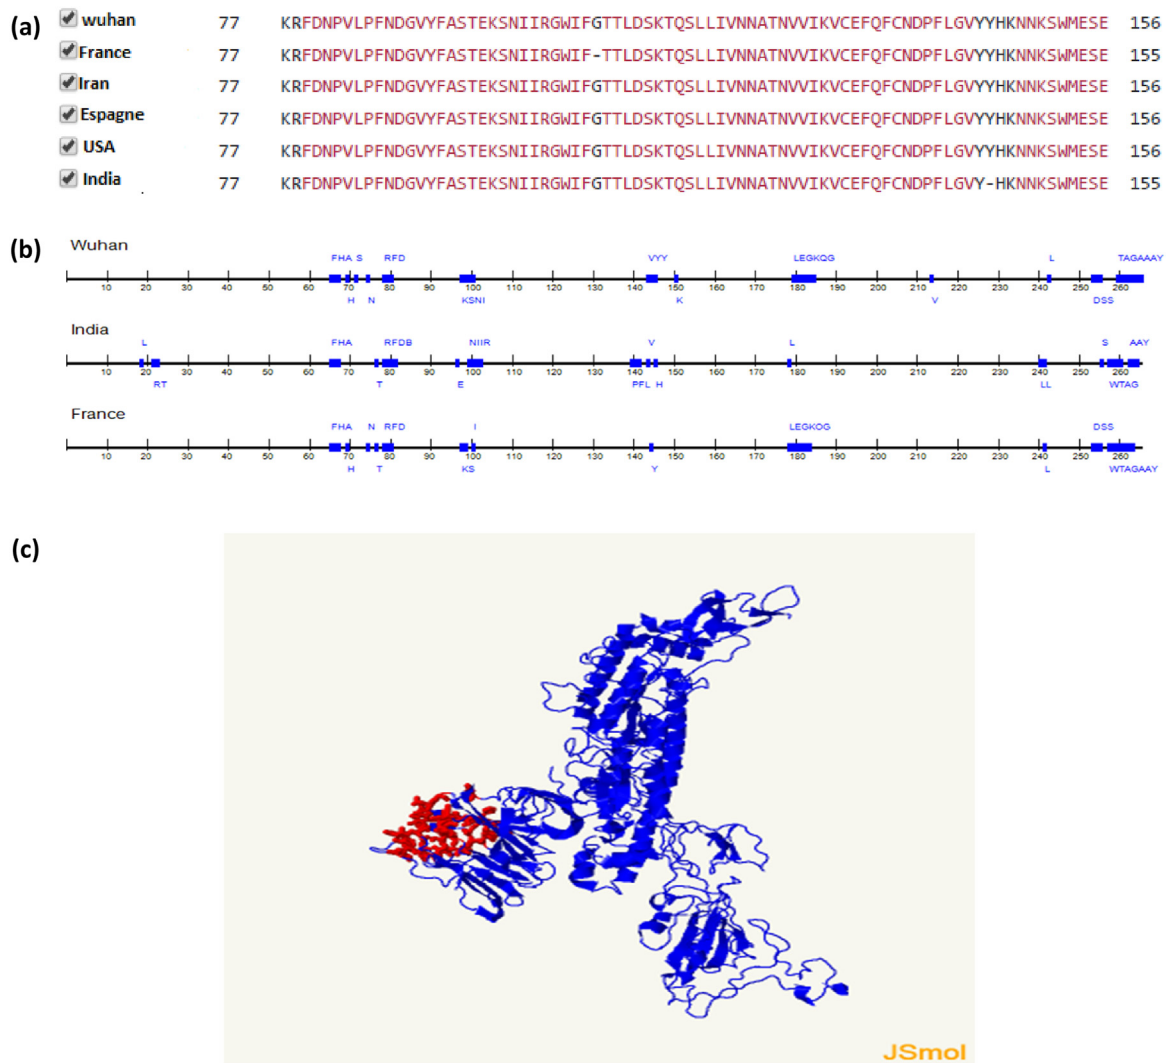 (a)
wuhan 77 KRFDNPVLPFNDGVYFASTEKSNIIRGWIFGTTLDSKTQSLLIVNNATNVVIKVCEFQFCNDPFLGVYYHKNNKSWMESE 156
France 77 KRFDNPVLPFNDGVYFASTEKSNIIRGWIF-TTLDSKTQSLLIVNNATNVVIKVCEFQFCNDPFLGVYYHKNNKSWMESE 155
Iran 77 KRFDNPVLPFNDGVYFASTEKSNIIRGWIFGTTLDSKTQSLLIVNNATNVVIKVCEFQFCNDPFLGVYYHKNNKSWMESE 156
Espagne 77 KRFDNPVLPFNDGVYFASTEKSNIIRGWIFGTTLDSKTQSLLIVNNATNVVIKVCEFQFCNDPFLGVYYHKNNKSWMESE 156
USA 77 KRFDNPVLPFNDGVYFASTEKSNIIRGWIFGTTLDSKTQSLLIVNNATNVVIKVCEFQFCNDPFLGVYYHKNNKSWMESE 156
India 77 KRFDNPVLPFNDGVYFASTEKSNIIRGWIFGTTLDSKTQSLLIVNNATNVVIKVCEFQFCNDPFLGVY-HKNNKSWMESE 155
(b)
Wuhan
FHA S RFD VYY LEGKQG L TAGAAAY
10 20 30 40 50 60 70 80 90 100 110 120 130 140 150 160 170 180 190 200 210 220 230 240 250 260
H N KSNI K V DSS
India
L FHA RFDB NIIR V L S AAY
10 20 30 40 50 60 70 80 90 100 110 120 130 140 150 160 170 180 190 200 210 220 230 240 250 260
RT T E PFL H LL WTAG
France
FHA N RFD I LEGKOG DSS
10 20 30 40 50 60 70 80 90 100 110 120 130 140 150 160 170 180 190 200 210 220 230 240 250 260
H T KS Y L WTAGAAY
(c)
JSmol